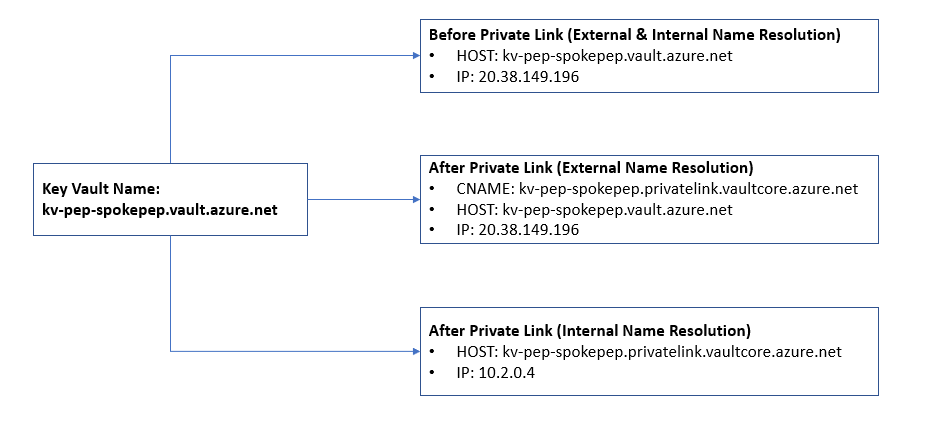 Before Private Link (External & Internal Name Resolution)
• HOST: kv-pep-spokepep.vault.azure.net
• IP: 20.38.149.196
Key Vault Name:
kv-pep-spokepep.vault.azure.net
After Private Link (External Name Resolution)
• CNAME: kv-pep-spokepep.privatelink.vaultcore.azure.net
• HOST: kv-pep-spokepep.vault.azure.net
• IP: 20.38.149.196
After Private Link (Internal Name Resolution)
• HOST: kv-pep-spokepep.privatelink.vaultcore.azure.net
• IP: 10.2.0.4